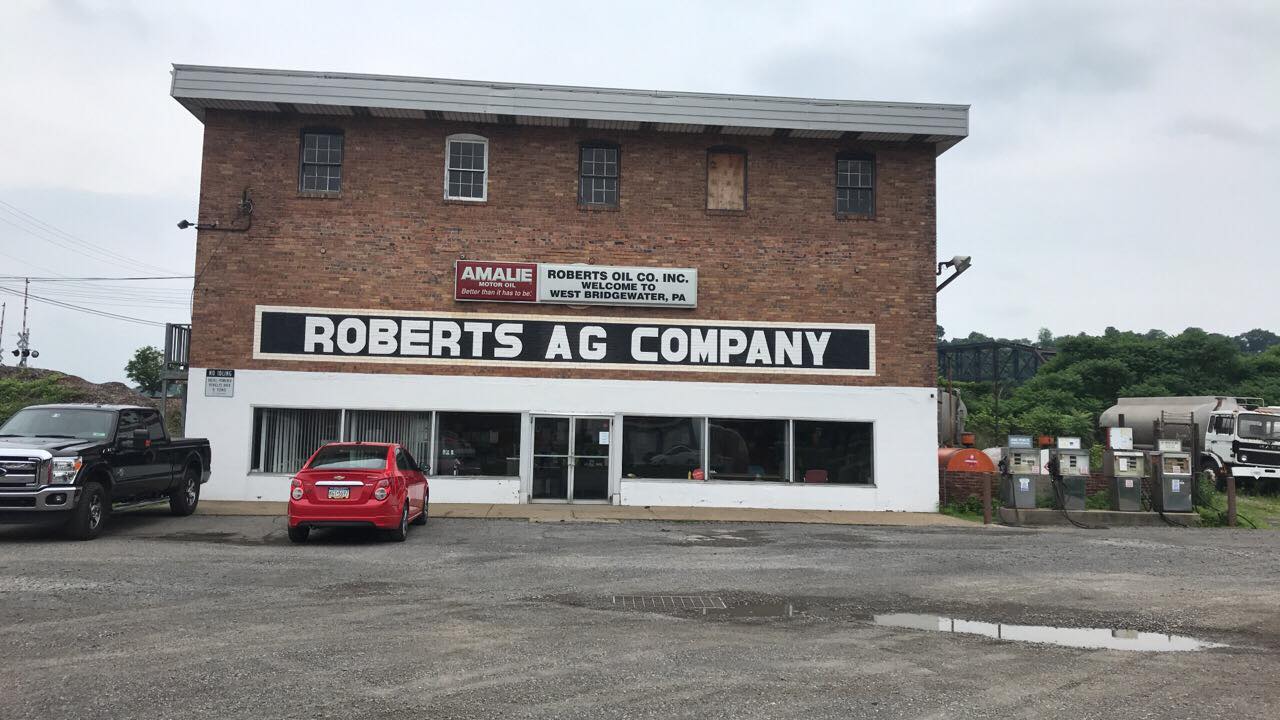 AMALIE
MOTOR OIL
Better than it has to be.
ROBERTS OIL CO. INC.
WELCOME TO
WEST BRIDGEWATER, PA
ROBERTS AG COMPANY
NO IDLING